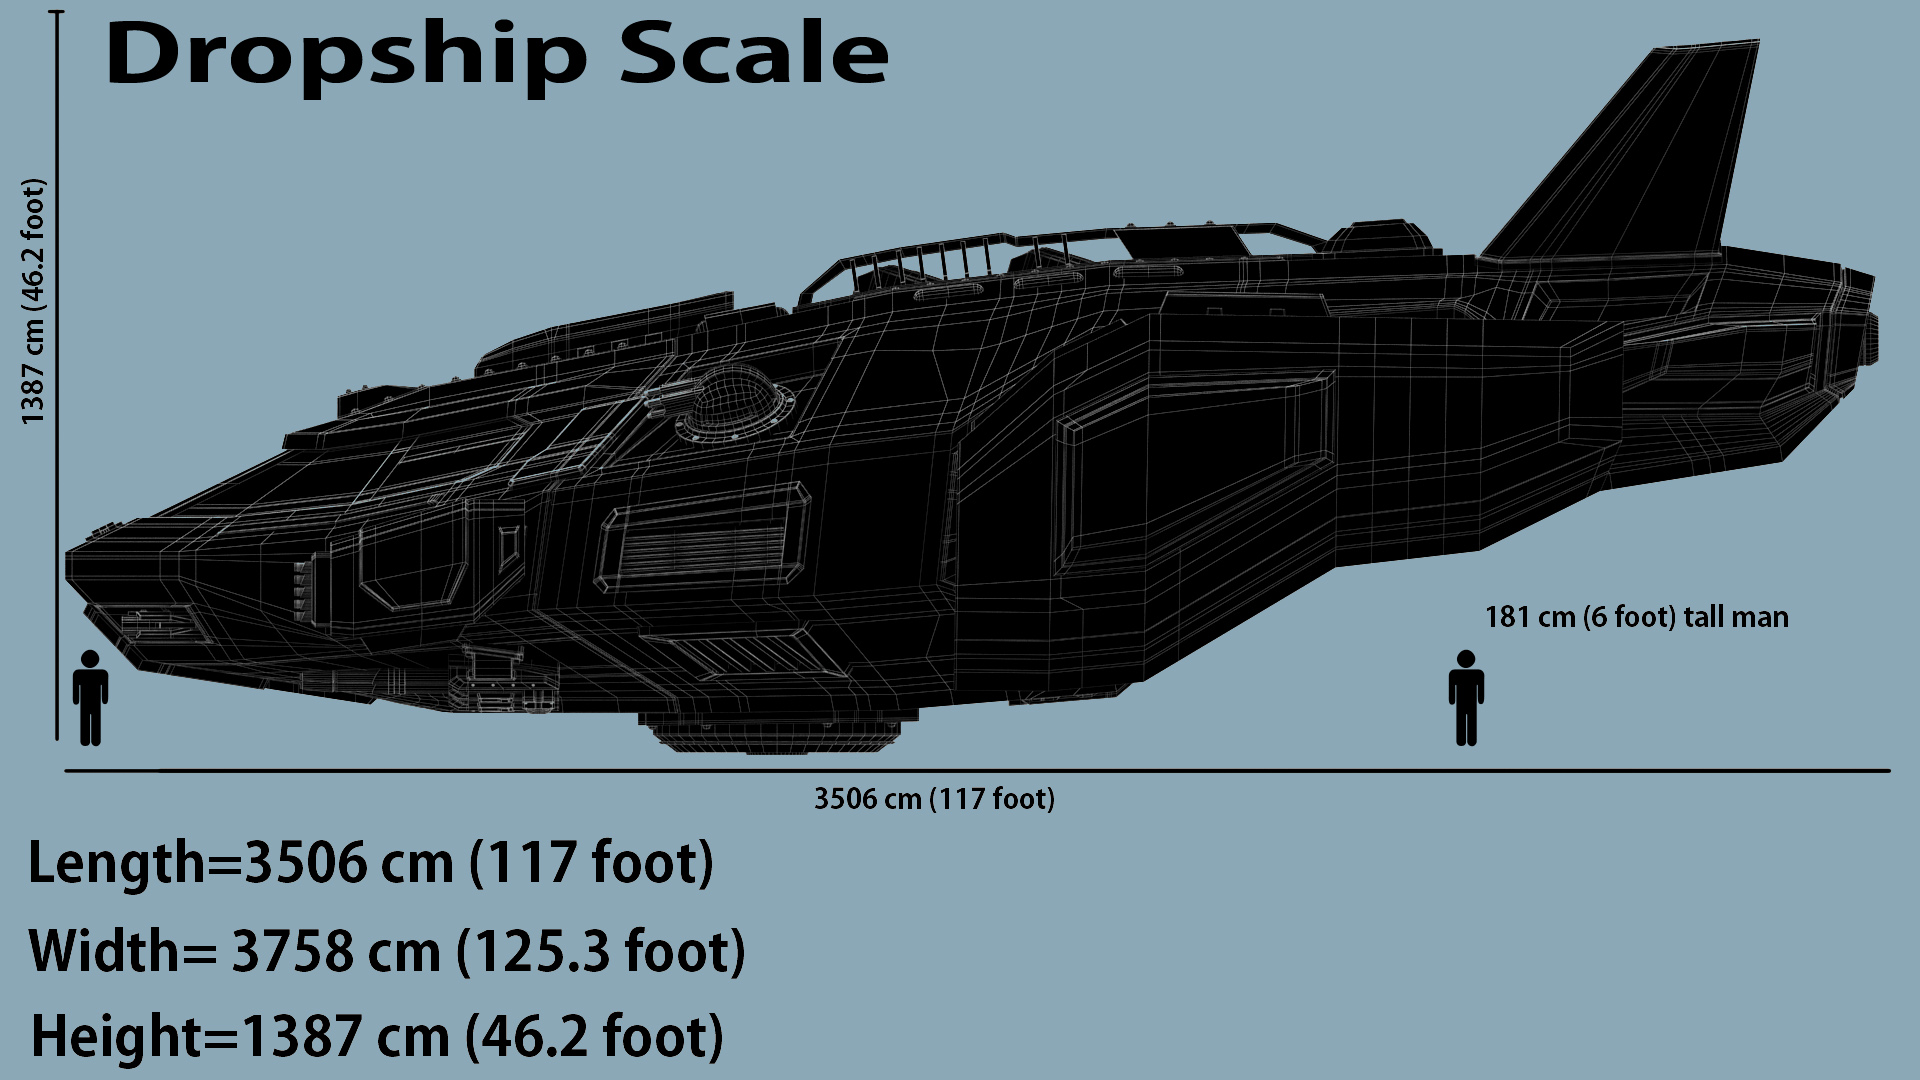 Dropship Scale
1387 cm (46.2 foot)
181 cm (6 foot) tall man
3506 cm (117 foot)
Length=3506 cm (117 foot)
Width= 3758 cm (125.3 foot)
Height=1387 cm (46.2 foot)